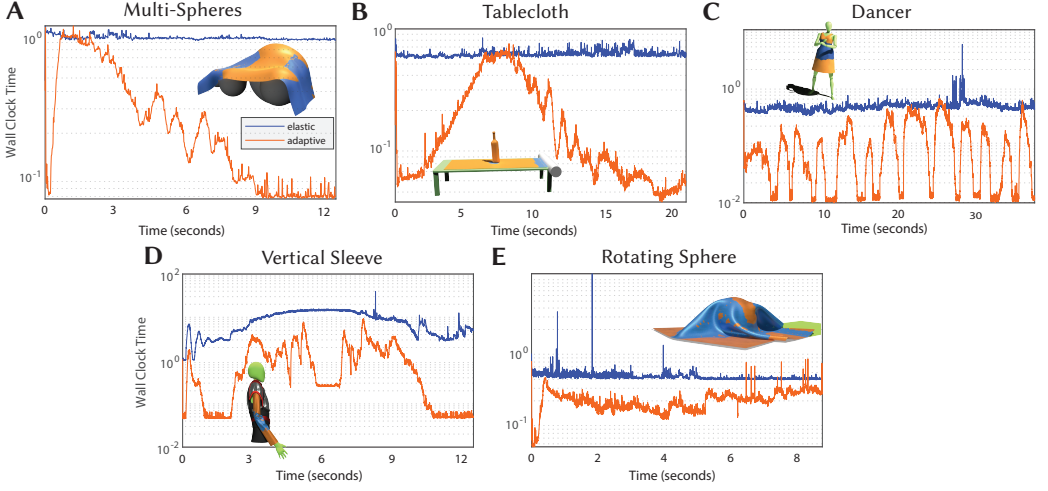 A Multi-Spheres
10^0
10^-1
Wall Clock Time
elastic
adaptive
0 3 6 9 12
Time (seconds)
B Tablecloth
10^0
10^-1
0 5 10 15 20
Time (seconds)
C Dancer
10^0
10^-2
0 10 20 30
Time (seconds)
D Vertical Sleeve
10^2
10^0
10^-2
Wall Clock Time
0 3 6 9 12
Time (seconds)
E Rotating Sphere
10^0
10^-1
0 2 4 6 8
Time (seconds)